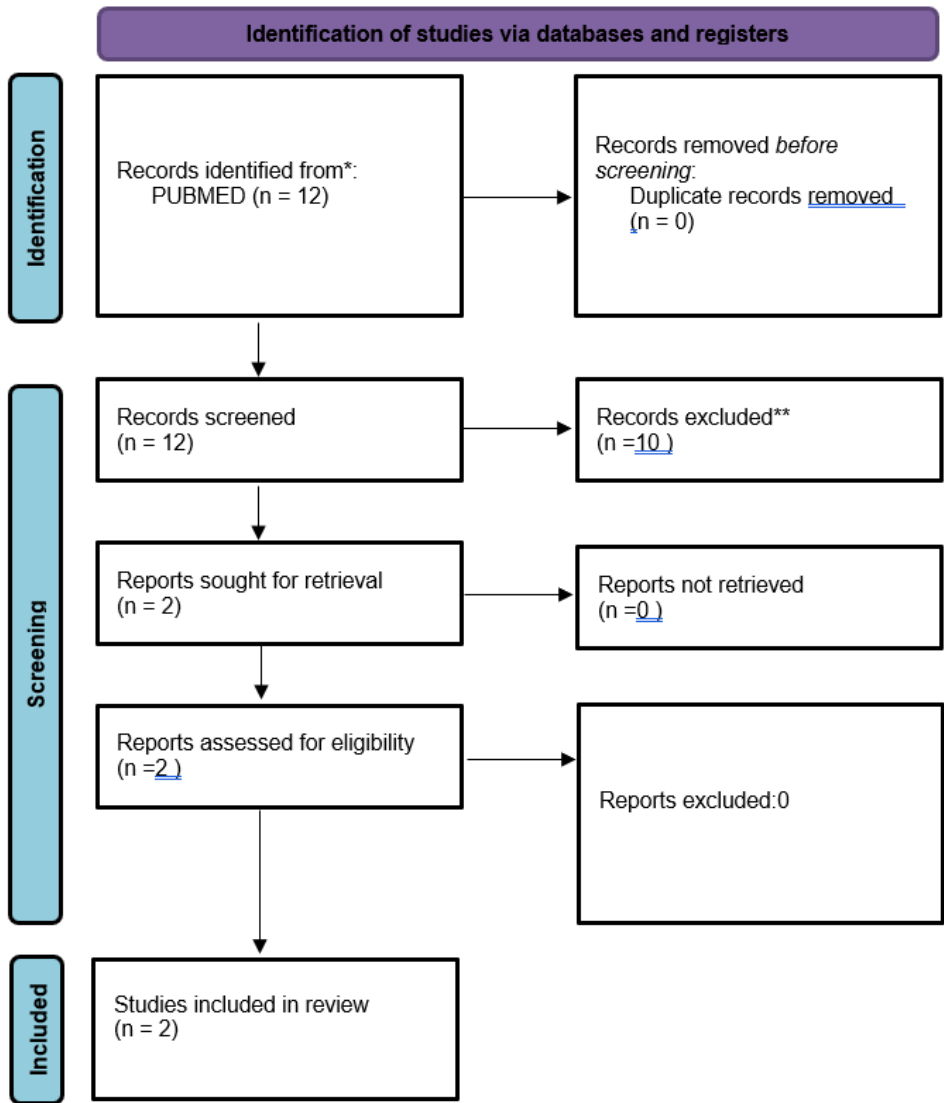 Identification of studies via databases and registers
Identification
Records identified from*:
PUBMED (n = 12)
Records removed before
screening:
Duplicate records removed
(n = 0)
Screening
Records screened
(n = 12)
Records excluded**
(n =10 )
Reports sought for retrieval
(n = 2)
Reports not retrieved
(n =0 )
Reports assessed for eligibility
(n =2 )
Reports excluded:0
Included
Studies included in review
(n = 2)